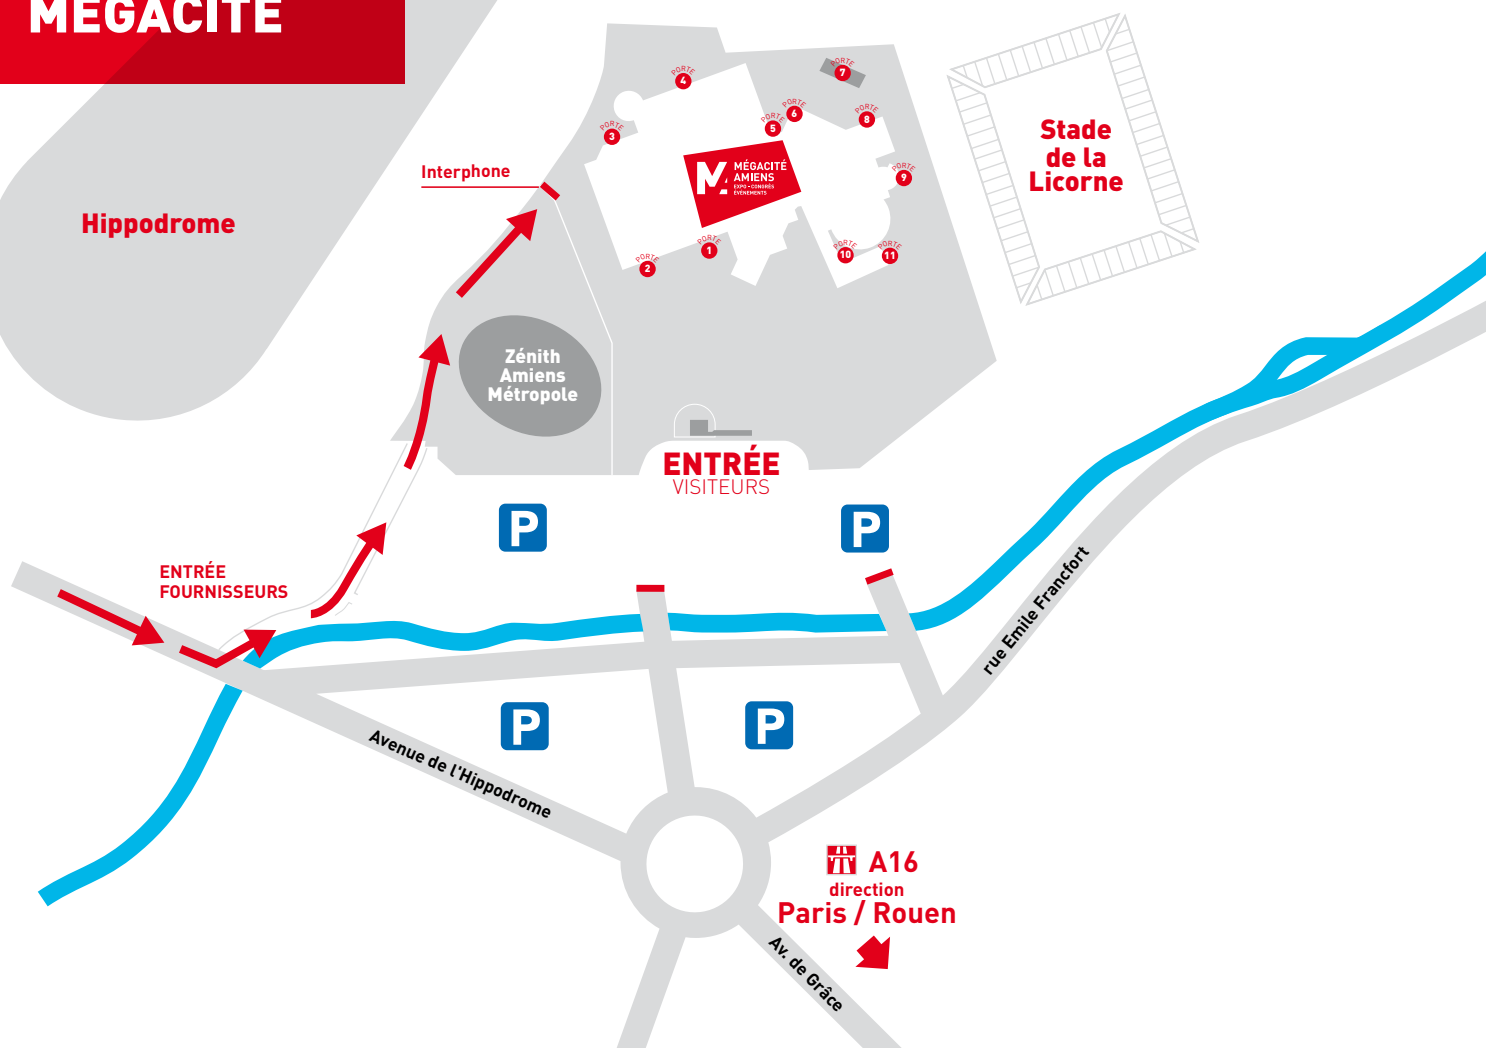 MÉGACITÉ
PORTE
4
PORTE
7
PORTE
6
PORTE
5
PORTE
8
PORTE
3
Stade
de la
Licorne
Interphone
MÉGACITÉ
AMIENS
EXPO • CONGRÈS
ÉVÉNEMENTS
PORTE
9
Hippodrome
PORTE
1
PORTE
2
PORTE
10
PORTE
11
Zénith
Amiens
Métropole
ENTRÉE
VISITEURS
P
P
ENTRÉE
FOURNISSEURS
rue Emile Francfort
P
P
Avenue de l'Hippodrome
A16
direction
Paris / Rouen
Av. de Grâce